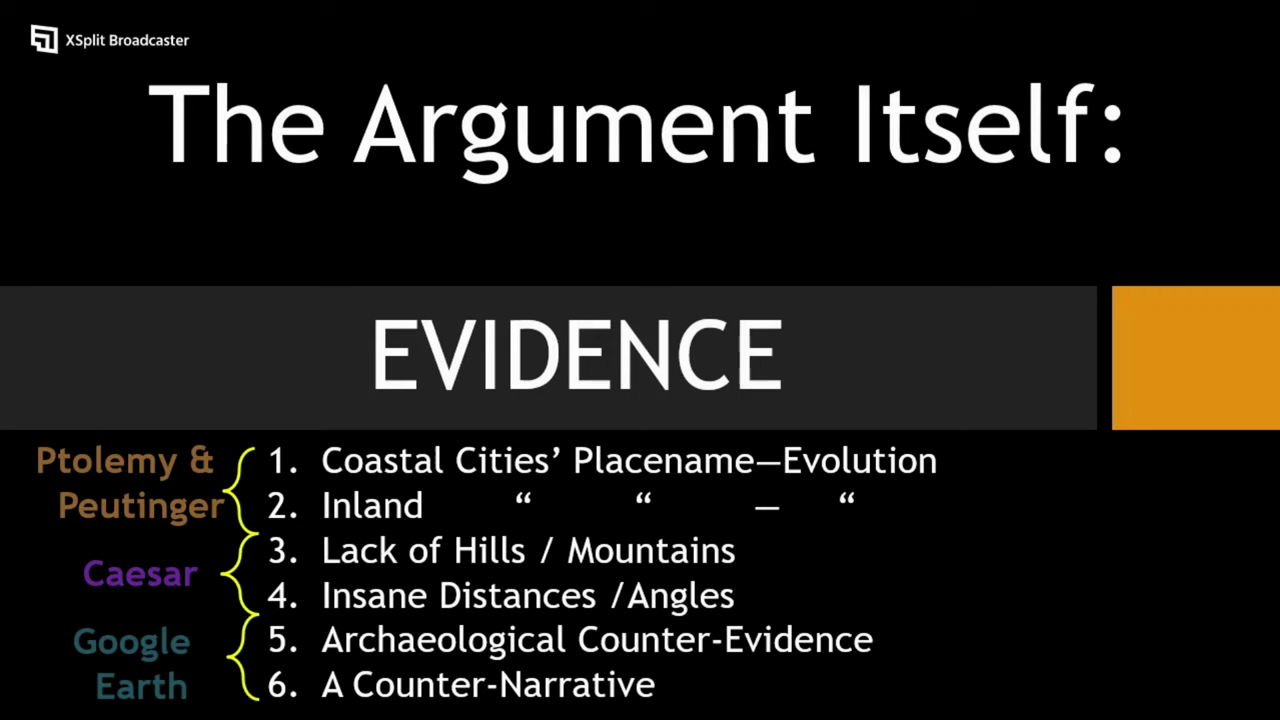 XSplit Broadcaster
The Argument Itself:
EVIDENCE
Ptolemy &
Peutinger
1. Coastal Cities’ Placename—Evolution
2. Inland “ “ — “
Caesar
3. Lack of Hills / Mountains
4. Insane Distances /Angles
Google
Earth
5. Archaeological Counter-Evidence
6. A Counter-Narrative